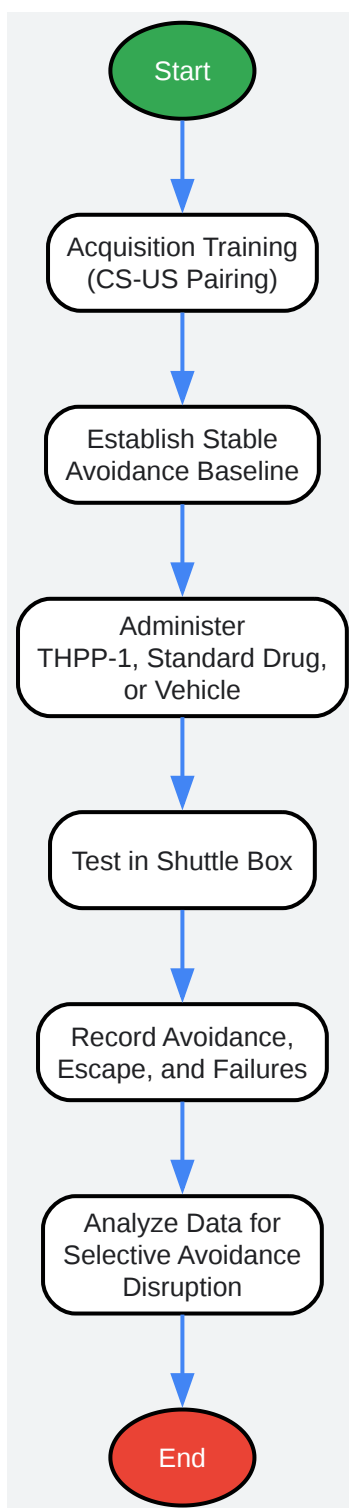 Start
Acquisition Training
(CS-US Pairing)
Establish Stable
Avoidance Baseline
Administer
THPP-1, Standard Drug,
or Vehicle
Test in Shuttle Box
Record Avoidance,
Escape, and Failures
Analyze Data for
Selective Avoidance
Disruption
End